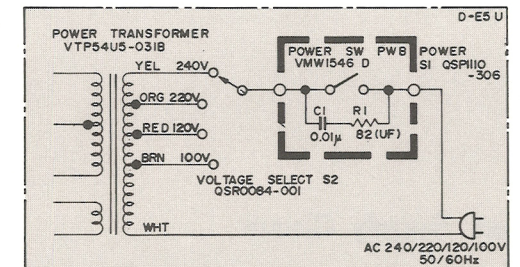 D-E5 U
POWER TRANSFORMER
VTP54U5-031B
POWER SW PWB
VMW1546 D
POWER
S1 QSP1110
-306
YEL 240V
ORG 220V
RED 120V
BRN 100V
C1
0.01μ
R1
82(UF)
VOLTAGE SELECT S2
QSR0084-001
WHT
AC 240/220/120/100V
50/60Hz